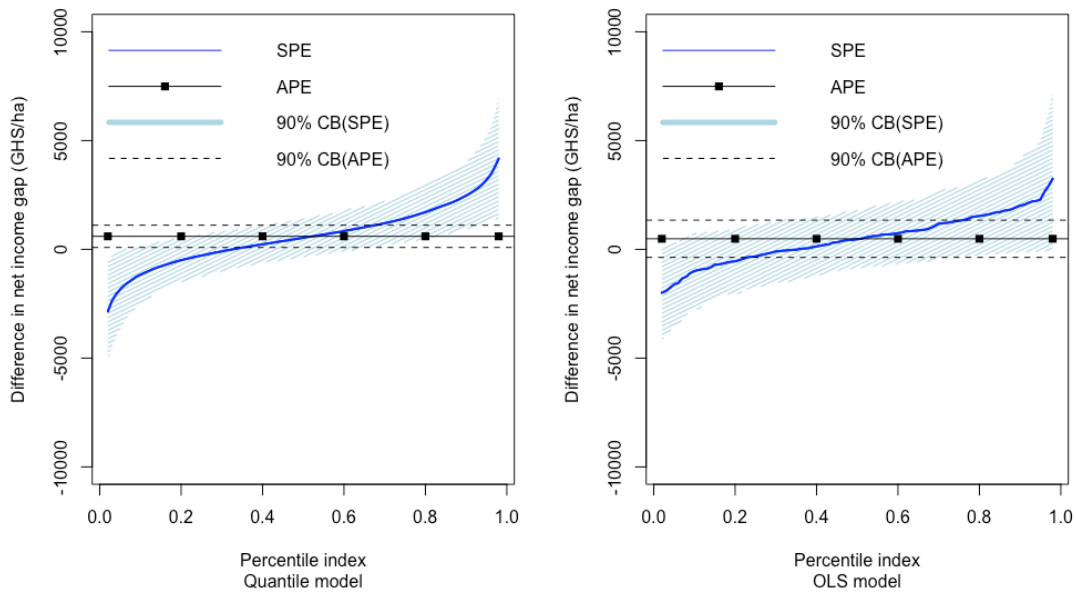 Difference in net income gap (GHS/ha)
10000
5000
0
-5000
-10000
SPE
APE
90% CB(SPE)
90% CB(APE)
0.0 0.2 0.4 0.6 0.8 1.0
Percentile index
Quantile model
Difference in net income gap (GHS/ha)
10000
5000
0
-5000
-10000
SPE
APE
90% CB(SPE)
90% CB(APE)
0.0 0.2 0.4 0.6 0.8 1.0
Percentile index
OLS model